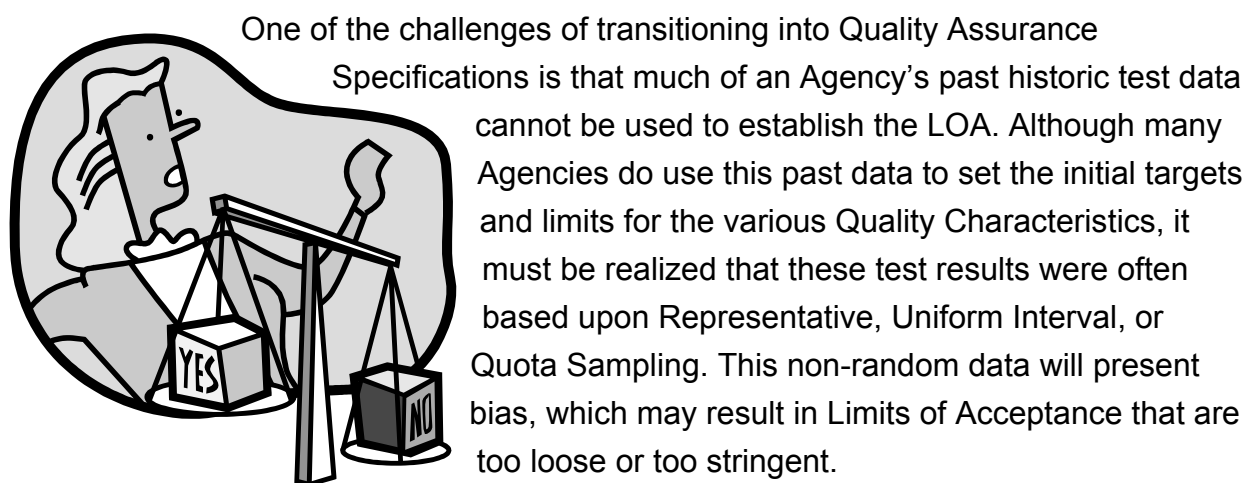 One of the challenges of transitioning into Quality Assurance
Specifications is that much of an Agency’s past historic test data
cannot be used to establish the LOA. Although many
Agencies do use this past data to set the initial targets
and limits for the various Quality Characteristics, it
must be realized that these test results were often
based upon Representative, Uniform Interval, or
Quota Sampling. This non-random data will present
bias, which may result in Limits of Acceptance that are
too loose or too stringent.
YES
NO